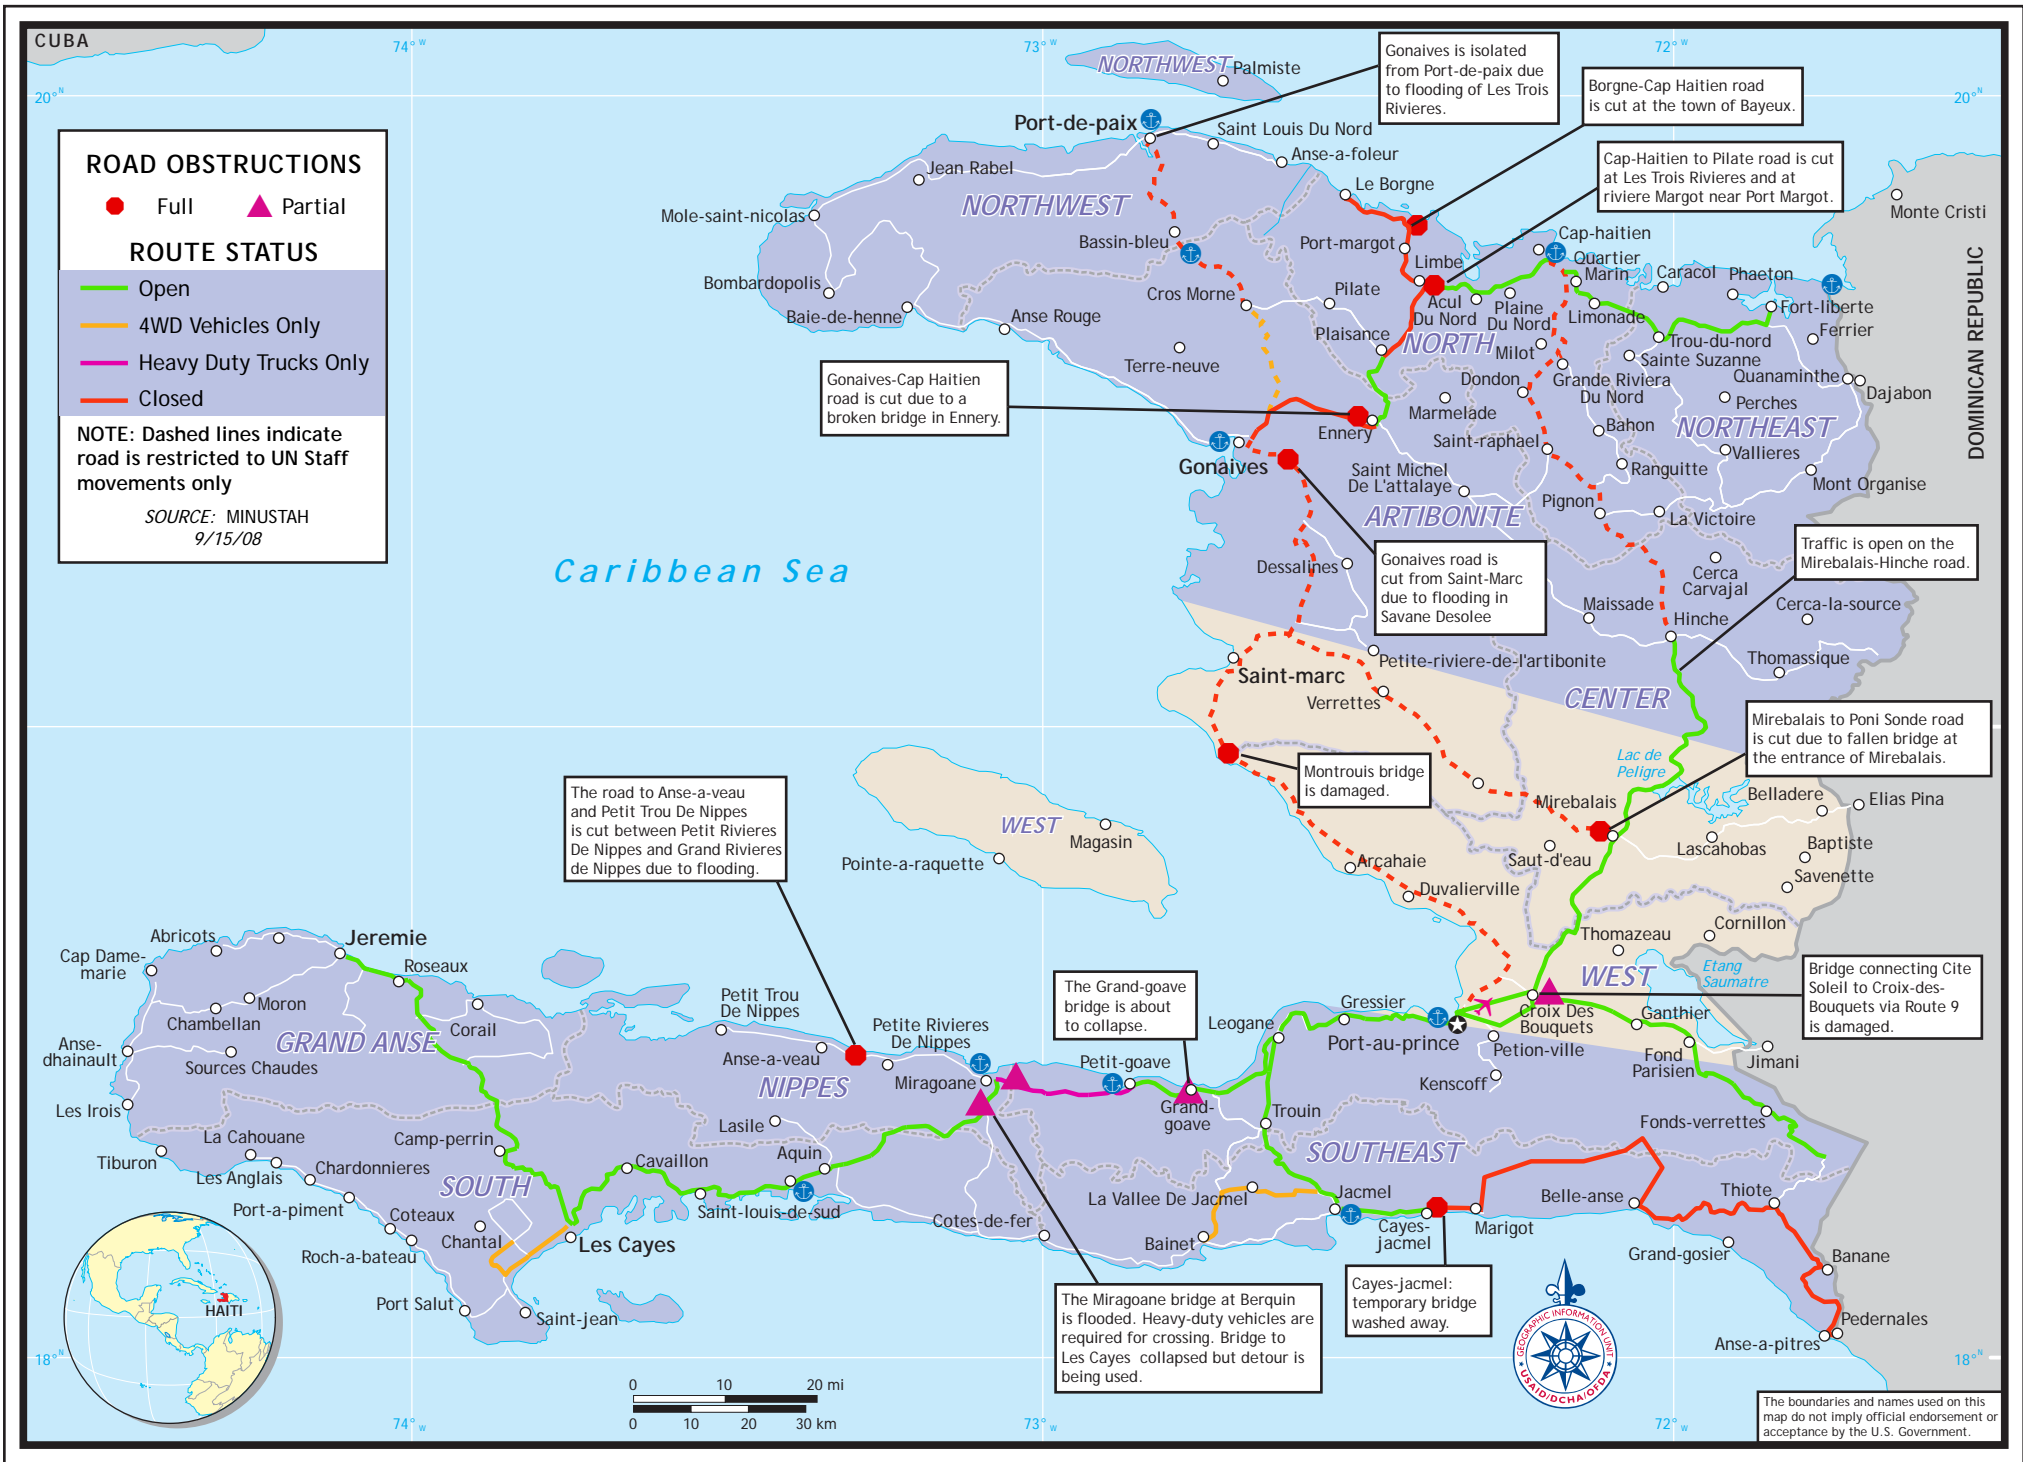 CUBA
74° W
73° W
72° W
20° N
20° N
ROAD OBSTRUCTIONS
Full
Partial
ROUTE STATUS
Open
4WD Vehicles Only
Heavy Duty Trucks Only
Closed
NOTE: Dashed lines indicate
road is restricted to UN Staff
movements only
SOURCE: MINUSTAH
9/15/08
Gonaives is isolated
from Port-de-paix due
to flooding of Les Trois
Rivieres.
Borgne-Cap Haitien road
is cut at the town of Bayeux.
Cap-Haitien to Pilate road is cut
at Les Trois Rivieres and at
riviere Margot near Port Margot.
Gonaives-Cap Haitien
road is cut due to a
broken bridge in Ennery.
Gonaives road is
cut from Saint-Marc
due to flooding in
Savane Desolee
Traffic is open on the
Mirebalais-Hinche road.
Mirebalais to Poni Sonde road
is cut due to fallen bridge at
the entrance of Mirebalais.
Montrouis bridge
is damaged.
The road to Anse-a-veau
and Petit Trou De Nippes
is cut between Petit Rivieres
De Nippes and Grand Rivieres
de Nippes due to flooding.
The Grand-goave
bridge is about
to collapse.
Bridge connecting Cite
Soleil to Croix-des-
Bouquets via Route 9
is damaged.
The Miragoane bridge at Berquin
is flooded. Heavy-duty vehicles are
required for crossing. Bridge to
Les Cayes collapsed but detour is
being used.
Cayes-jacmel:
temporary bridge
washed away.
NORTHWEST
Palmiste
Port-de-paix
Saint Louis Du Nord
Anse-a-foleur
Jean Rabel
Le Borgne
NORTHWEST
Mole-saint-nicolas
Bassin-bleu
Port-margot
Limbe
Cap-haitien
Quartier
Marin
Caracol
Phaeton
Monte Cristi
DOMINICAN REPUBLIC
Bombardopolis
Baie-de-henne
Cros Morne
Pilate
Acul
Du Nord
Plaine
Du Nord
Limonade
Fort-liberte
Ferrier
Anse Rouge
Plaisance
NORTH
Milot
Trou-du-nord
Sainte Suzanne
Terre-neuve
Dondon
Grande Riviera
Du Nord
Quanaminthe
Dajabon
Marmelade
Perches
Ennery
Saint-raphael
Bahon
NORTHEAST
Gonaives
Saint Michel
De L'attalaye
Ranguitte
Vallieres
Mont Organise
Pignon
La Victoire
ARTIBONITE
Caribbean Sea
Dessalines
Cerca
Carvajal
Maissade
Cerca-la-source
Hinche
Petite-riviere-de-l'artibonite
Thomassique
Saint-marc
Verrettes
CENTER
Lac de
Peligre
Mirebalais
Belladere
Elias Pina
WEST
Magasin
Pointe-a-raquette
Saut-d'eau
Lascahobas
Baptiste
Savenette
Arcahaie
Duvalierville
Cornillon
Thomazeau
WEST
Etang
Saumatre
Abricots
Jeremie
Cap Dame-
marie
Roseaux
Moron
Chambellan
Corail
GRAND ANSE
Anse-
dhainault
Sources Chaudes
Petit Trou
De Nippes
Petite Rivieres
De Nippes
Anse-a-veau
NIPPES
Miragoane
Petit-goave
Leogane
Gressier
Port-au-prince
Croix Des
Bouquets
Ganthier
Petion-ville
Fond
Parisien
Jimani
Kenscoff
Les Irois
Grand-
goave
Trouin
Fonds-verrettes
Lasile
La Cahouane
Camp-perrin
Tiburon
Les Anglais
Chardonnieres
Cavaillon
Aquin
SOUTHEAST
Port-a-piment
SOUTH
Saint-louis-de-sud
La Vallee De Jacmel
Jacmel
Belle-anse
Thiote
Coteaux
Chantal
Cotes-de-fer
Cayes-
jacmel
Marigot
Roch-a-bateau
Les Cayes
Bainet
Grand-gosier
Banane
Port Salut
Saint-jean
Pedernales
Anse-a-pitres
HAITI
18° N
18° N
0 10 20 mi
0 10 20 30 km
74° W
73° W
72° W
GEOGRAPHIC INFORMATION UNIT
USAID/DCHA/OFDA
The boundaries and names used on this
map do not imply official endorsement or
acceptance by the U.S. Government.